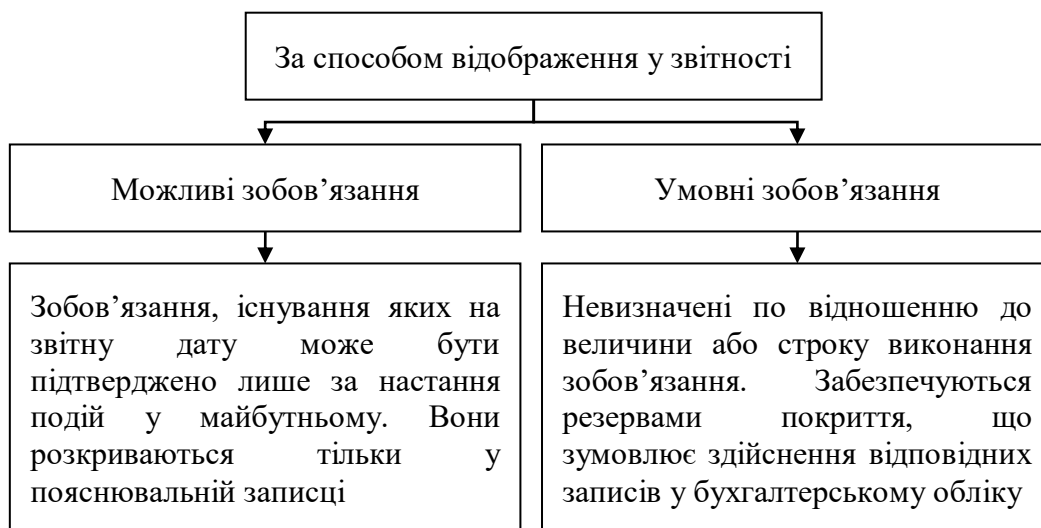 За способом відображення у звітності
Можливі зобов’язання
Умовні зобов’язання
Зобов’язання, існування яких на
звітну дату може бути
підтверджено лише за настання
подій у майбутньому. Вони
розкриваються тільки у
пояснювальній записці
Невизначені по відношенню до
величини або строку виконання
зобов’язання. Забезпечуються
резервами покриття, що
зумовлює здійснення відповідних
записів у бухгалтерському обліку